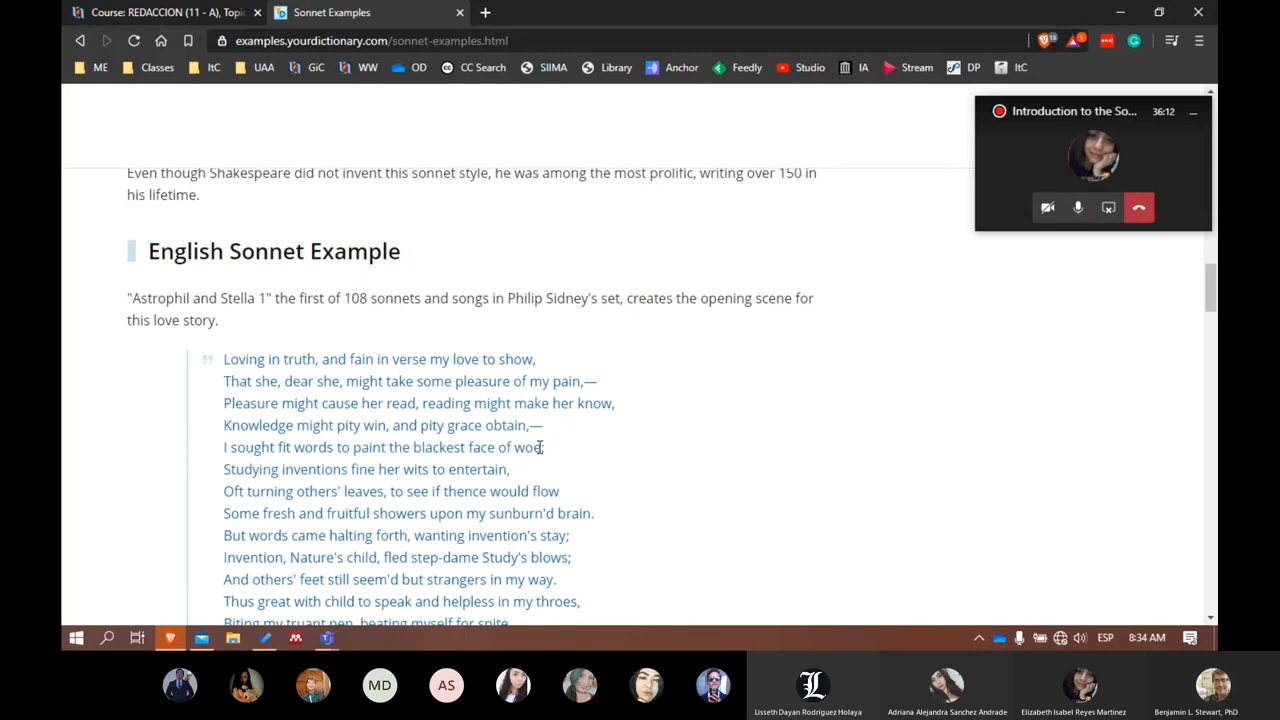 Course: REDACCION (11 - A), Topic
Sonnet Examples
examples.yourdictionary.com/sonnet-examples.html
13
1
ME
Classes
ItC
UAA
GiC
WW
OD
CC Search
SIIMA
Library
Anchor
Feedly
Studio
IA
Stream
DP
ItC
Introduction to the So...
36:12
Even though Shakespeare did not invent this sonnet style, he was among the most prolific, writing over 150 in
his lifetime.
English Sonnet Example
"Astrophil and Stella 1" the first of 108 sonnets and songs in Philip Sidney's set, creates the opening scene for
this love story.
Loving in truth, and fain in verse my love to show,
That she, dear she, might take some pleasure of my pain,—
Pleasure might cause her read, reading might make her know,
Knowledge might pity win, and pity grace obtain,—
I sought fit words to paint the blackest face of woe;
Studying inventions fine her wits to entertain,
Oft turning others' leaves, to see if thence would flow
Some fresh and fruitful showers upon my sunburn'd brain.
But words came halting forth, wanting invention's stay;
Invention, Nature's child, fled step-dame Study's blows;
And others' feet still seem'd but strangers in my way.
Thus great with child to speak and helpless in my throes,
Biting my truant pen, beating myself for spite,
ESP
8:34 AM
MD
AS
L
Lisseth Dayan Rodriguez Holaya
Adriana Alejandra Sanchez Andrade
Elizabeth Isabel Reyes Martinez
Benjamin L. Stewart, PhD